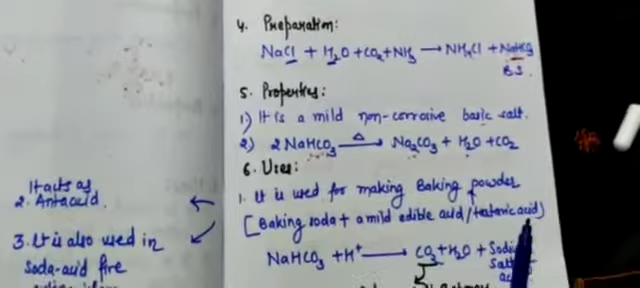 4. Preparation:
NaCl + H2O + CO2 + NH3 → NH4Cl + NaHCO3
B.S.
5. Properties:
1) It is a mild non-corrosive basic salt.
2) 2 NaHCO3 —Δ→ Na2CO3 + H2O + CO2
6. Uses:
1. It is used for making Baking powder
[Baking soda + a mild edible acid/tartaric acid]
NaHCO3 + H+ → CO2 + H2O + Sodium
Salt
It acts as
2. Antacid.
3. It is also used in
soda-acid fire